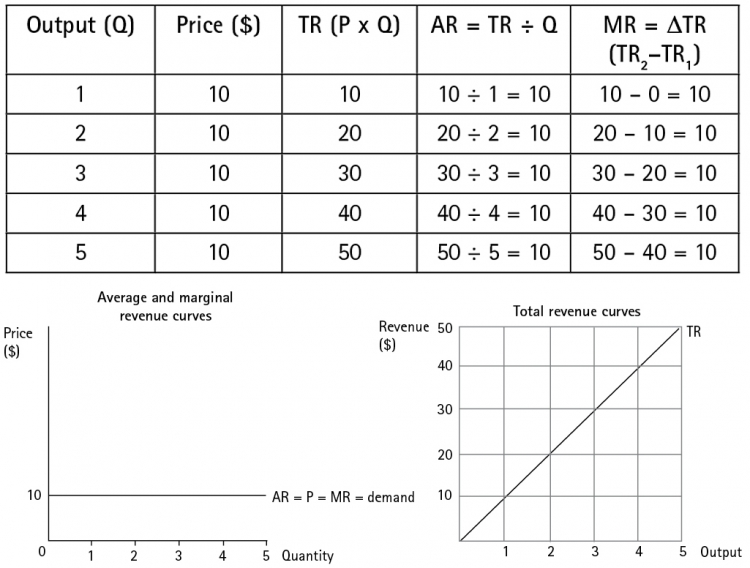 Output (Q) Price ($) TR (P x Q) AR = TR ÷ Q MR = ΔTR
(TR₂–TR₁)
1 10 10 10 ÷ 1 = 10 10 – 0 = 10
2 10 20 20 ÷ 2 = 10 20 – 10 = 10
3 10 30 30 ÷ 3 = 10 30 – 20 = 10
4 10 40 40 ÷ 4 = 10 40 – 30 = 10
5 10 50 50 ÷ 5 = 10 50 – 40 = 10
Average and marginal
revenue curves
Price
($)
10
AR = P = MR = demand
0 1 2 3 4 5 Quantity
Total revenue curves
Revenue
($)
50
40
30
20
10
TR
1 2 3 4 5 Output